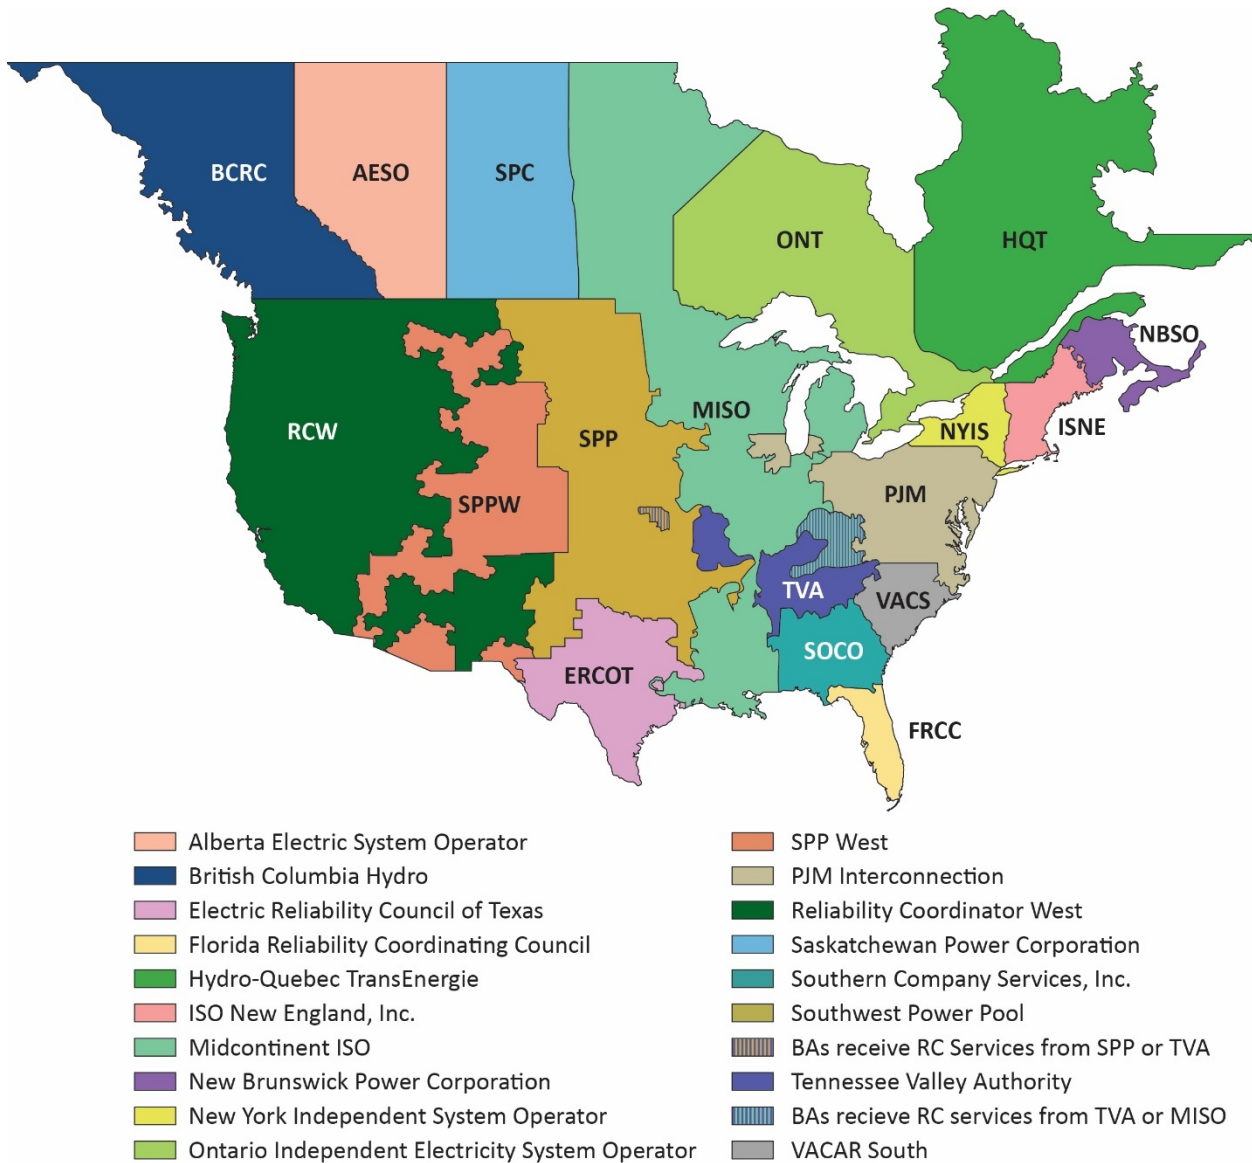 BCRC
AESO
SPC
ONT
HQT
NBSO
RCW
MISO
SPP
NYIS
ISNE
SPPW
PJM
TVA
VACS
SOCO
ERCOT
FRCC
Alberta Electric System Operator
British Columbia Hydro
Electric Reliability Council of Texas
Florida Reliability Coordinating Council
Hydro-Quebec TransEnergie
ISO New England, Inc.
Midcontinent ISO
New Brunswick Power Corporation
New York Independent System Operator
Ontario Independent Electricity System Operator
SPP West
PJM Interconnection
Reliability Coordinator West
Saskatchewan Power Corporation
Southern Company Services, Inc.
Southwest Power Pool
BAs receive RC Services from SPP or TVA
Tennessee Valley Authority
BAs recieve RC services from TVA or MISO
VACAR South